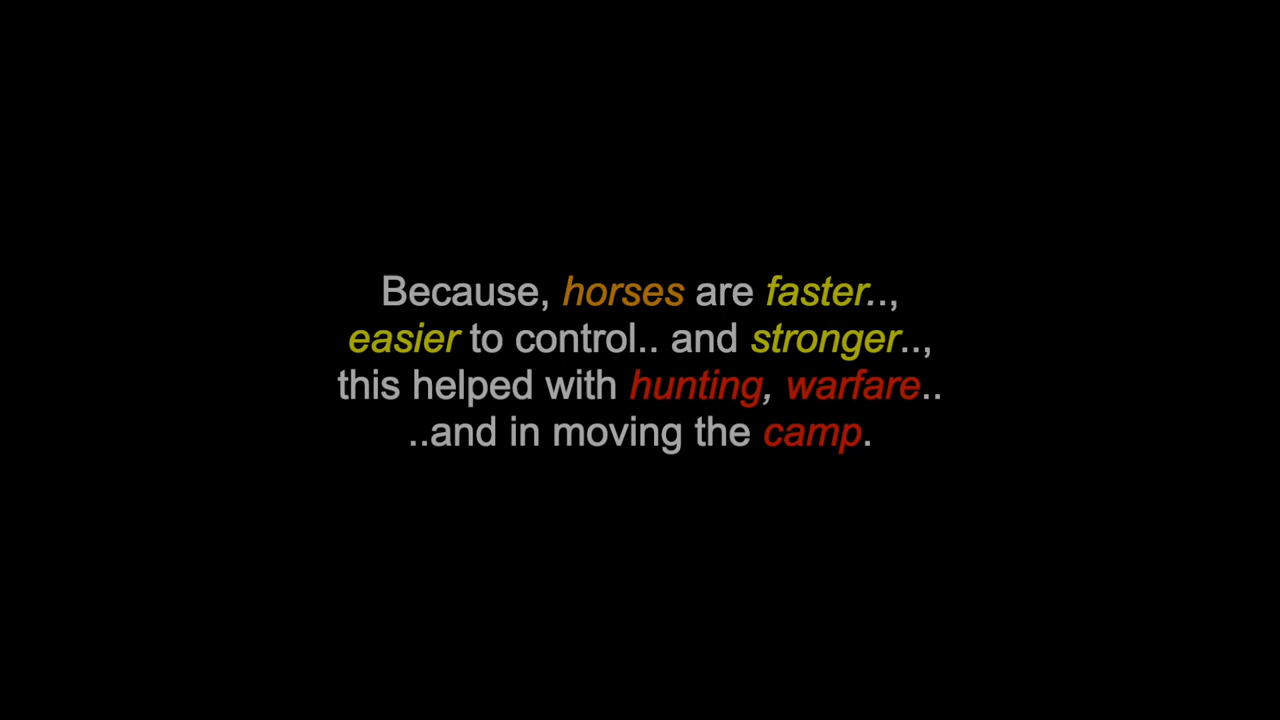 Because, horses are faster..,
easier to control.. and stronger..,
this helped with hunting, warfare..
..and in moving the camp.